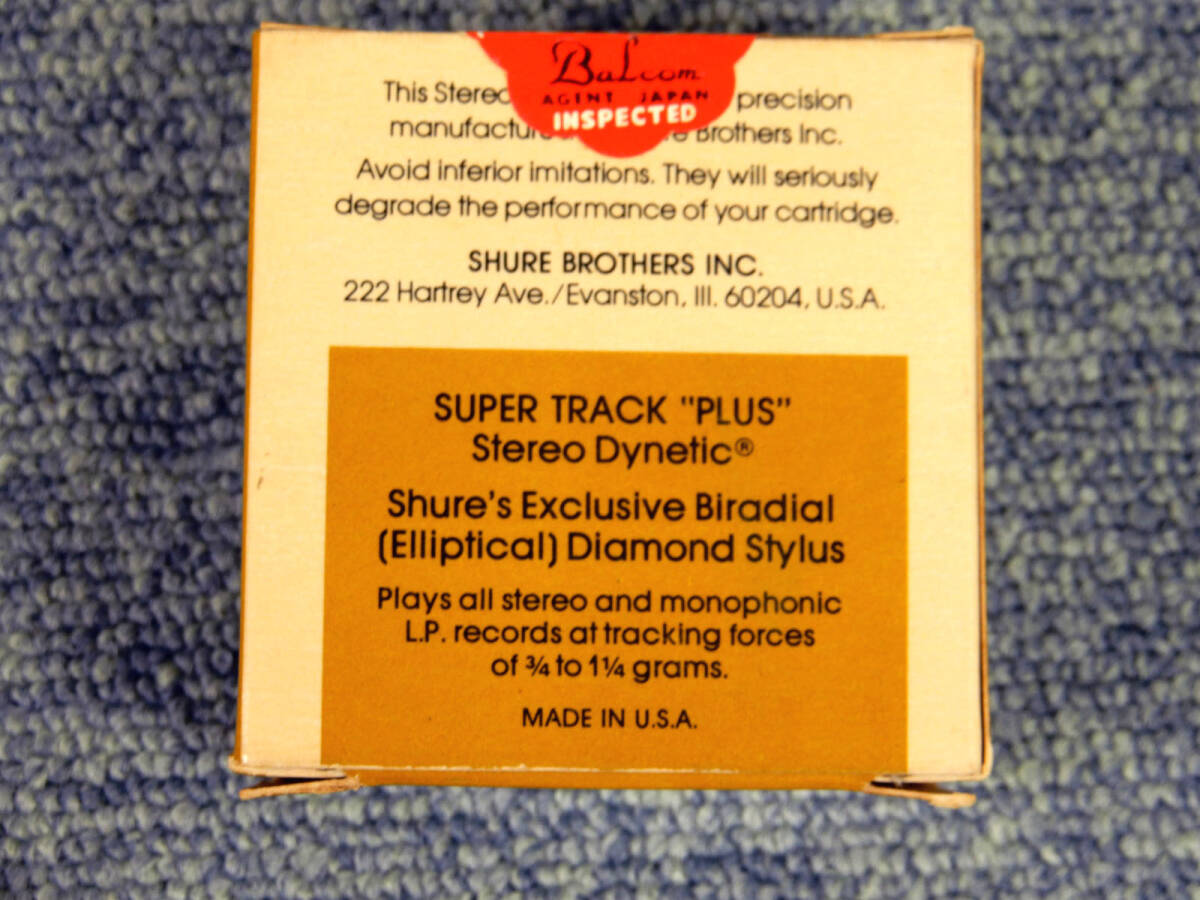 BaLcom
AGENT JAPAN
INSPECTED
This Stereo precision
manufactu Brothers Inc.
Avoid inferior imitations. They will seriously
degrade the performance of your cartridge.
SHURE BROTHERS INC.
222 Hartrey Ave./Evanston, Ill. 60204, U.S.A.
SUPER TRACK "PLUS"
Stereo Dynetic®
Shure's Exclusive Biradial
(Elliptical) Diamond Stylus
Plays all stereo and monophonic
L.P. records at tracking forces
of ¾ to 1¼ grams.
MADE IN U.S.A.